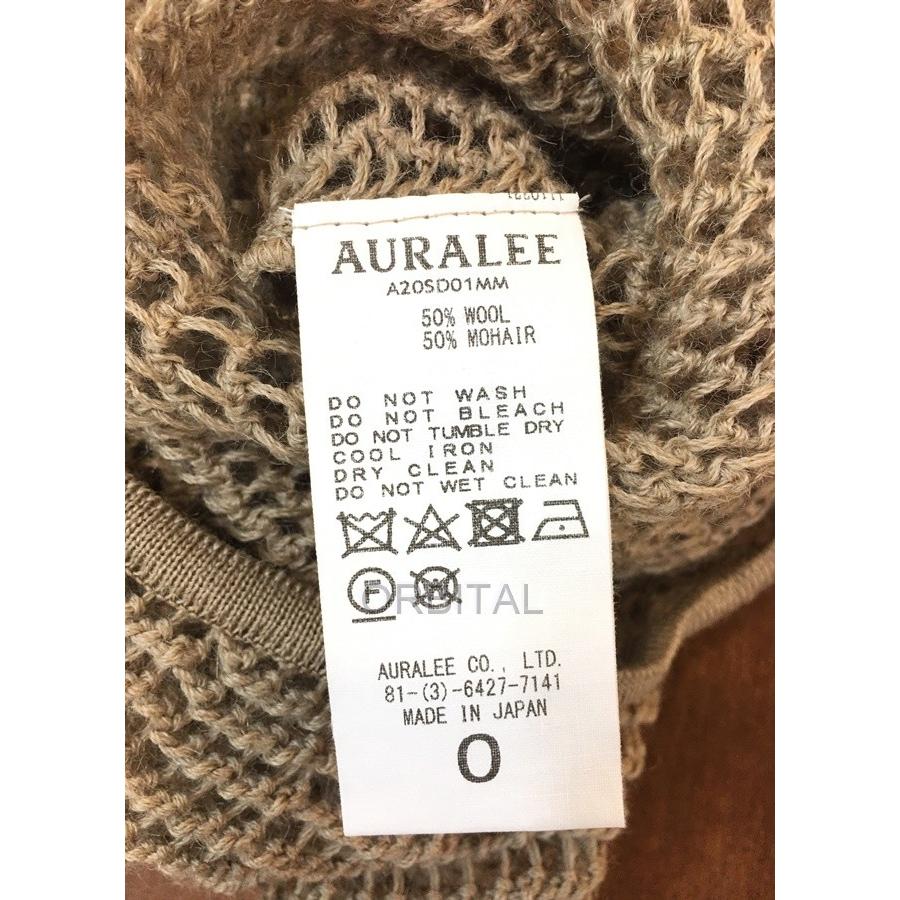 AURALEE
A20SD01MM
50% WOOL
50% MOHAIR
DO NOT WASH
DO NOT BLEACH
DO NOT TUMBLE DRY
COOL IRON
DRY CLEAN
DO NOT WET CLEAN
F
ORBITAL
AURALEE CO., LTD.
81-(3)-6427-7141
MADE IN JAPAN
0